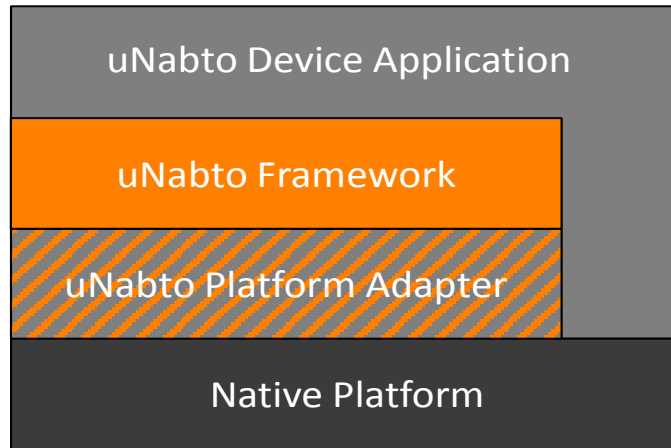 uNabto Device Application
uNabto Framework
uNabto Platform Adapter
Native Platform